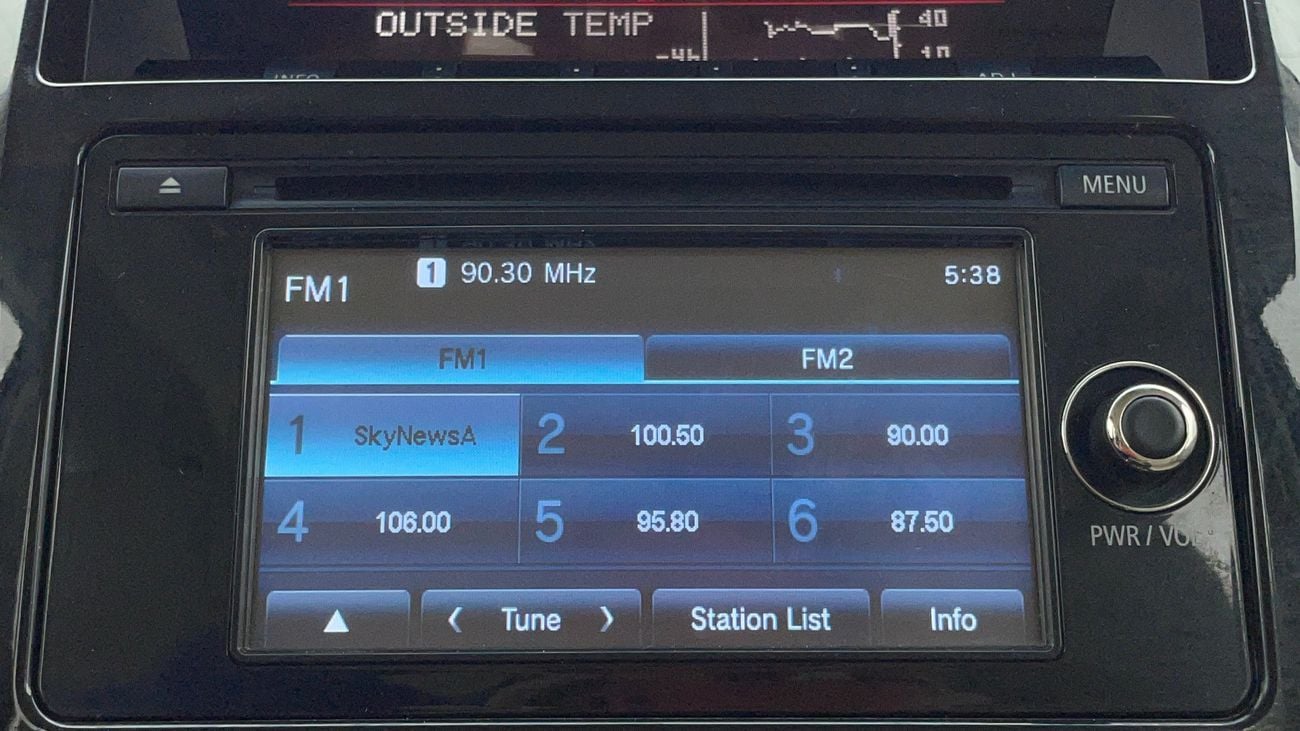 OUTSIDE TEMP
40
MENU
FM1
1 90.30 MHz
5:38
FM1
FM2
1 SkyNewsA
2 100.50
3 90.00
4 106.00
5 95.80
6 87.50
Tune
Station List
Info
PWR / VOL